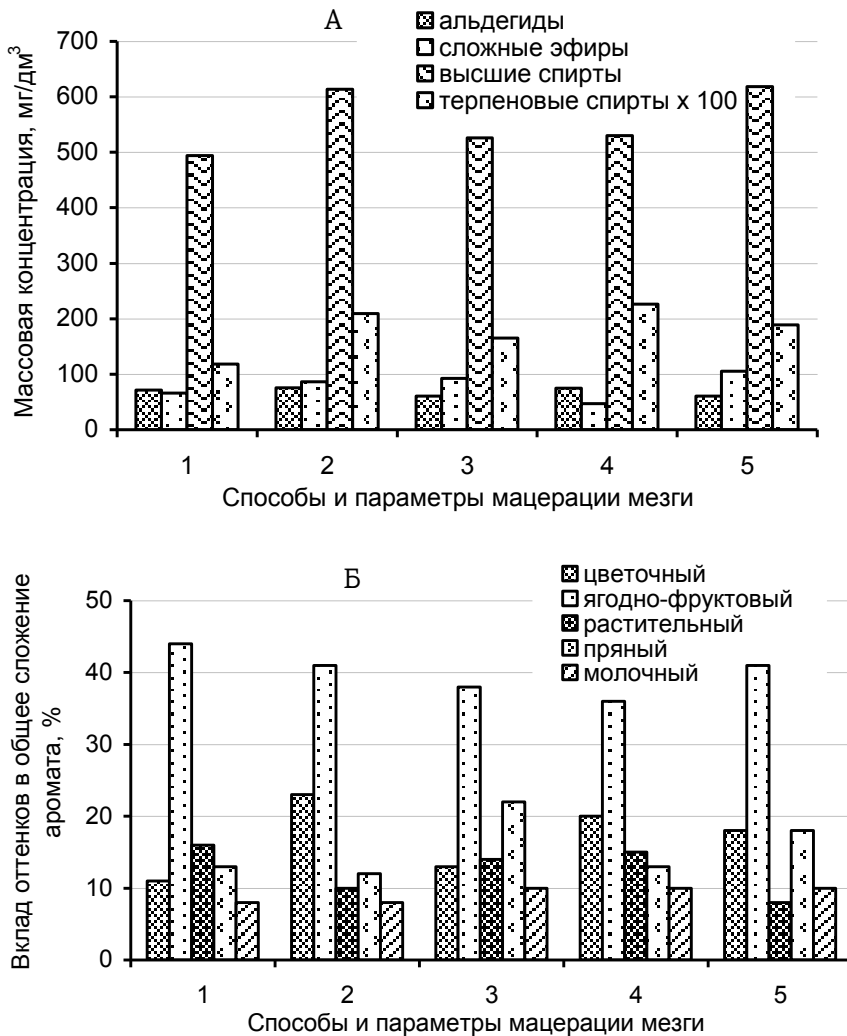 А
альдегиды
сложные эфиры
высшие спирты
терпеновые спирты x 100
Массовая концентрация, мг/дм³
700
600
500
400
300
200
100
0
1 2 3 4 5
Способы и параметры мацерации мезги
Б
цветочный
ягодно-фруктовый
растительный
пряный
молочный
Вклад оттенков в общее сложение
аромата, %
50
40
30
20
10
0
1 2 3 4 5
Способы и параметры мацерации мезги